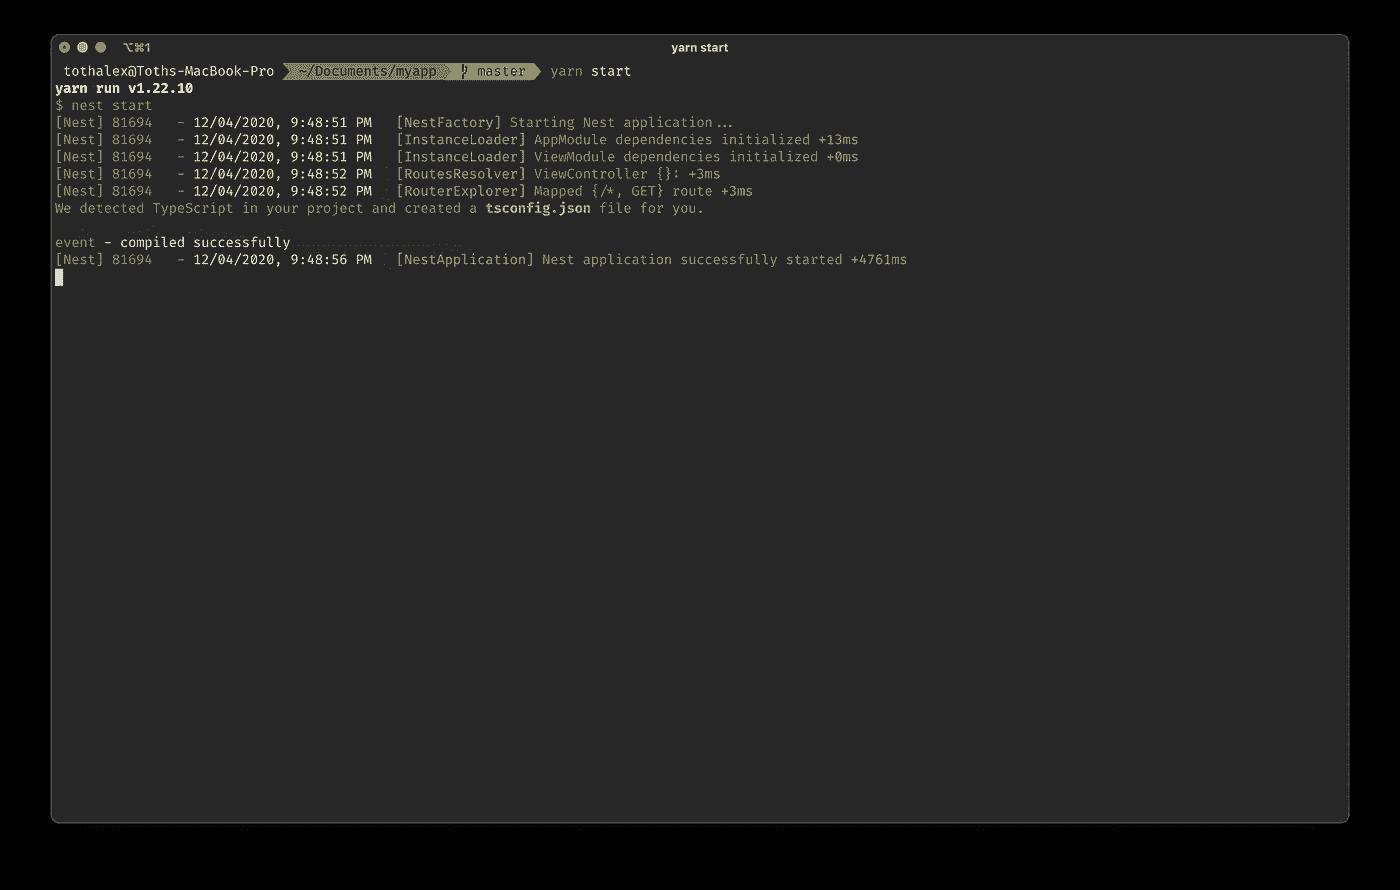 ⌥⌘1 yarn start
tothalex@Toths-MacBook-Pro ~/Documents/myapp master yarn start
yarn run v1.22.10
$ nest start
[Nest] 81694 - 12/04/2020, 9:48:51 PM [NestFactory] Starting Nest application...
[Nest] 81694 - 12/04/2020, 9:48:51 PM [InstanceLoader] AppModule dependencies initialized +13ms
[Nest] 81694 - 12/04/2020, 9:48:51 PM [InstanceLoader] ViewModule dependencies initialized +0ms
[Nest] 81694 - 12/04/2020, 9:48:52 PM [RoutesResolver] ViewController {}: +3ms
[Nest] 81694 - 12/04/2020, 9:48:52 PM [RouterExplorer] Mapped {/*, GET} route +3ms
We detected TypeScript in your project and created a tsconfig.json file for you.
event - compiled successfully
[Nest] 81694 - 12/04/2020, 9:48:56 PM [NestApplication] Nest application successfully started +4761ms